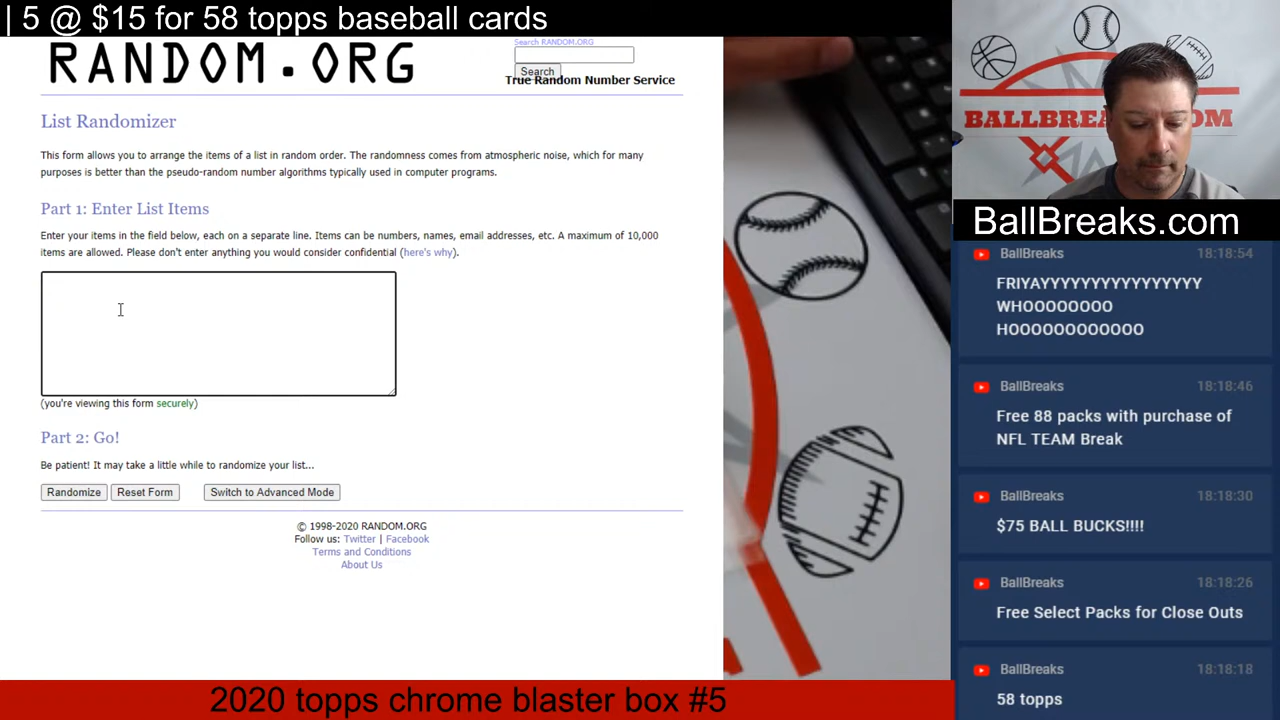 | 5 @ $15 for 58 topps baseball cards
RANDOM.ORG
Search RANDOM.ORG
Search
True Random Number Service
List Randomizer
This form allows you to arrange the items of a list in random order. The randomness comes from atmospheric noise, which for many
purposes is better than the pseudo-random number algorithms typically used in computer programs.
Part 1: Enter List Items
Enter your items in the field below, each on a separate line. Items can be numbers, names, email addresses, etc. A maximum of 10,000
items are allowed. Please don't enter anything you would consider confidential (here's why).
(you're viewing this form securely)
Part 2: Go!
Be patient! It may take a little while to randomize your list...
Randomize Reset Form Switch to Advanced Mode
© 1998-2020 RANDOM.ORG
Follow us: Twitter | Facebook
Terms and Conditions
About Us
BallBreaks.com
BallBreaks 18:18:54
FRIYAYYYYYYYYYYYYYYYY
WHOOOOOOOO
HOOOOOOOOOOOO
BallBreaks 18:18:46
Free 88 packs with purchase of
NFL TEAM Break
BallBreaks 18:18:30
$75 BALL BUCKS!!!!
BallBreaks 18:18:26
Free Select Packs for Close Outs
BallBreaks 18:18:18
58 topps
2020 topps chrome blaster box #5